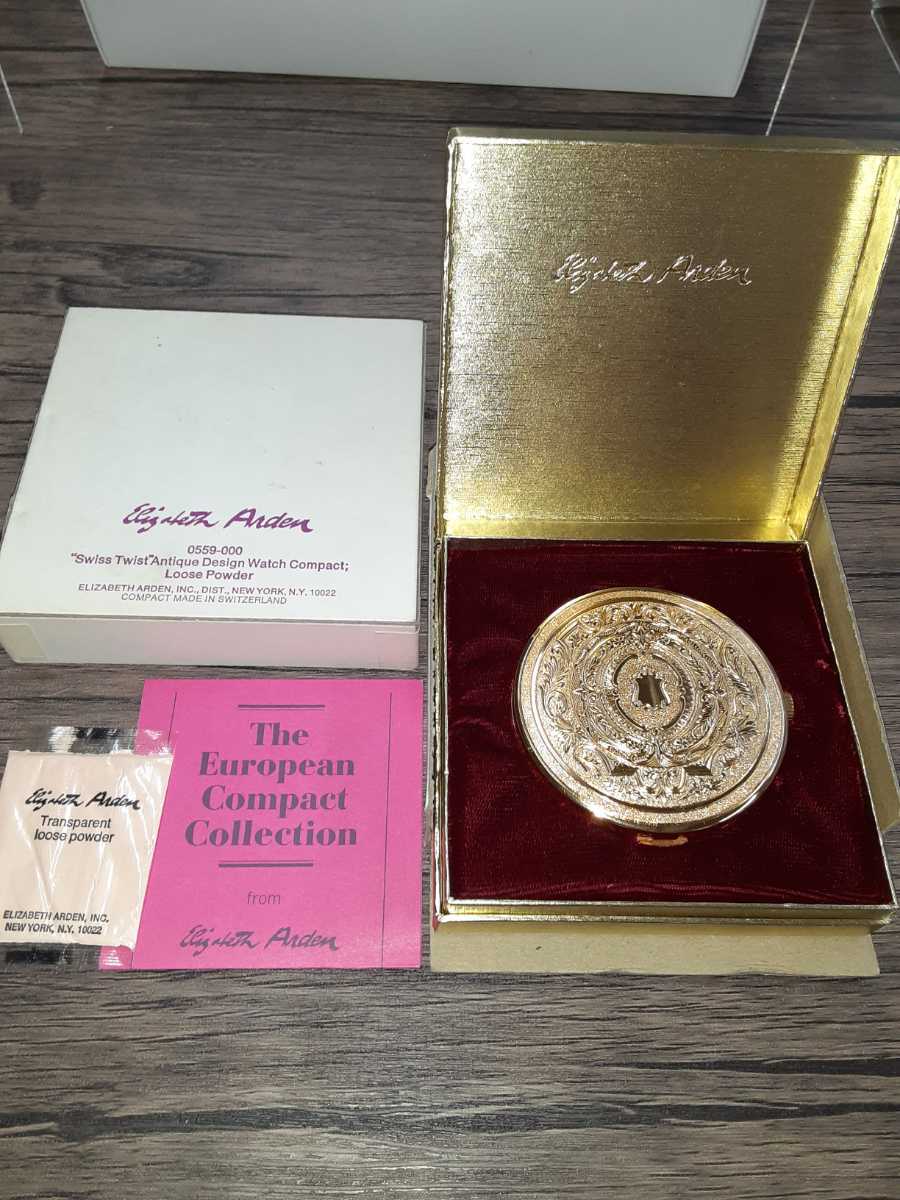 Elizabeth Arden
Elizabeth Arden
0559-000
"Swiss Twist" Antique Design Watch Compact;
Loose Powder
ELIZABETH ARDEN, INC., DIST., NEW YORK, N.Y. 10022
COMPACT MADE IN SWITZERLAND
The
European
Compact
Collection
from
Elizabeth Arden
Elizabeth Arden
Transparent
loose powder
ELIZABETH ARDEN, INC.
NEW YORK, N.Y. 10022